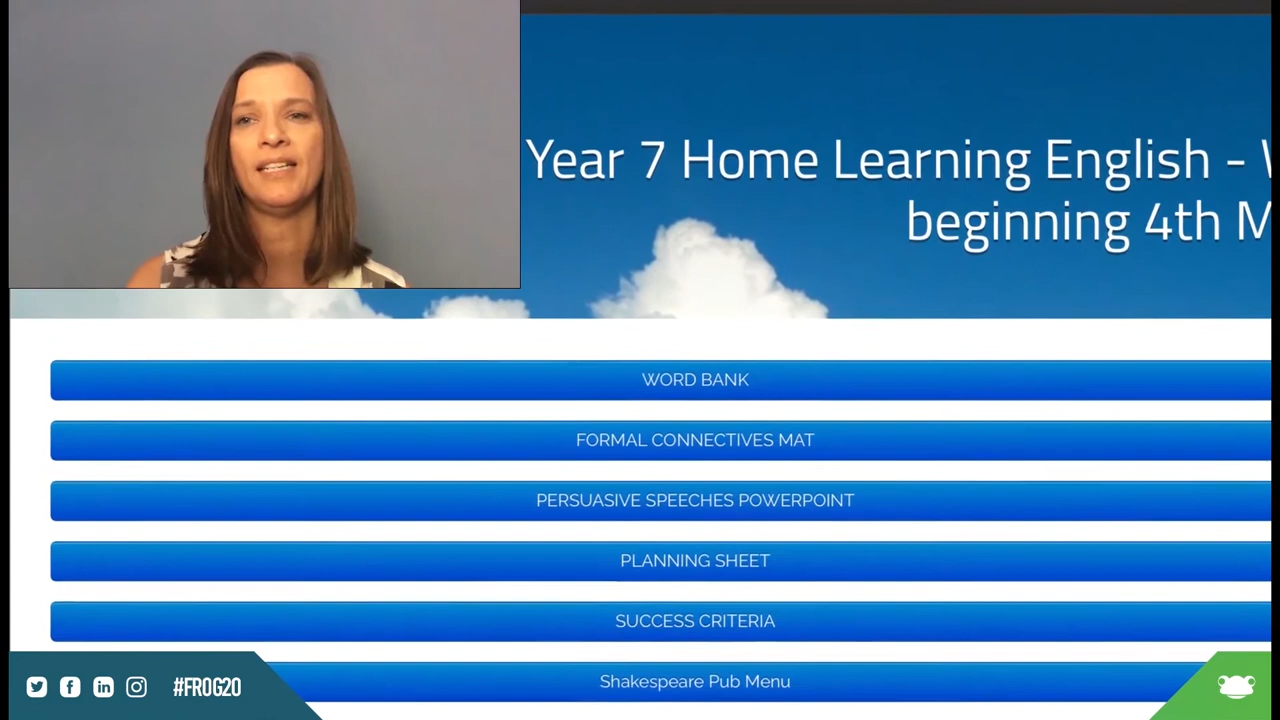 Year 7 Home Learning English -
beginning 4th M
WORD BANK
FORMAL CONNECTIVES MAT
PERSUASIVE SPEECHES POWERPOINT
PLANNING SHEET
SUCCESS CRITERIA
Shakespeare Pub Menu
#FROG20